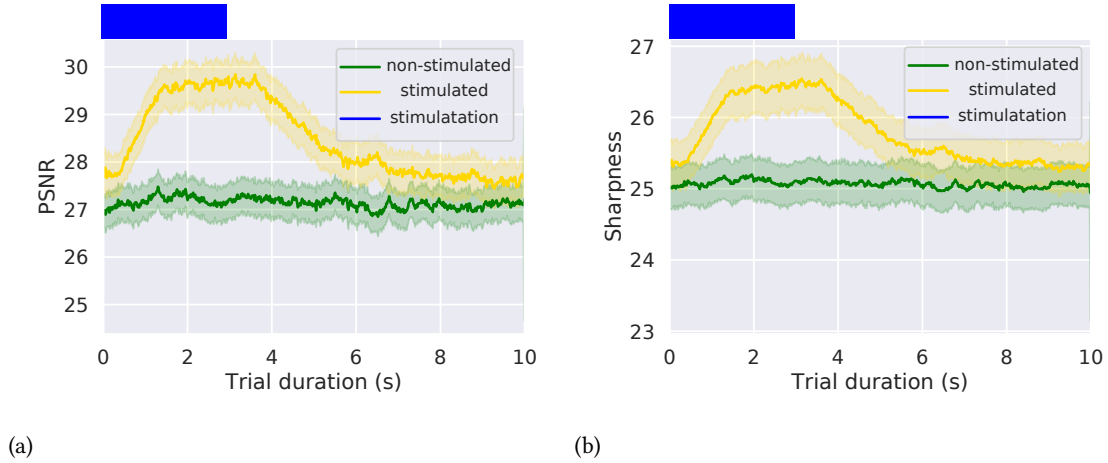 PSNR
30
29
28
27
26
25
non-stimulated
stimulated
stimulatation
0 2 4 6 8 10
Trial duration (s)
(a)
Sharpness
27
26
25
24
23
non-stimulated
stimulated
stimulatation
0 2 4 6 8 10
Trial duration (s)
(b)